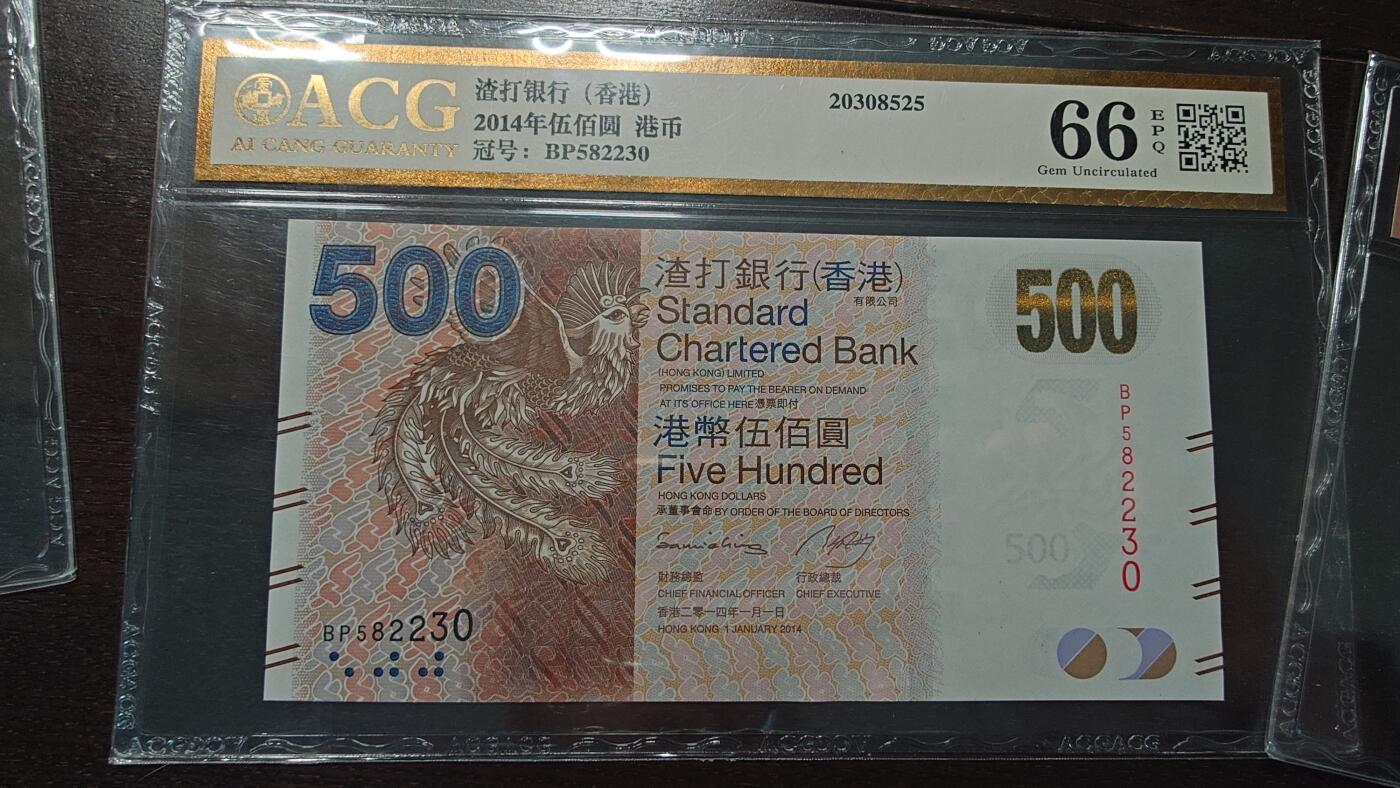 ACG
AI CANG GUARANTY
渣打银行（香港）
2014年伍佰圆 港币
冠号：BP582230
20308525
66
EPQ
Gem Uncirculated
500
渣打銀行(香港)
有限公司
Standard
Chartered Bank
(HONG KONG) LIMITED
PROMISES TO PAY THE BEARER ON DEMAND
AT ITS OFFICE HERE 憑票即付
港幣伍佰圓
Five Hundred
HONG KONG DOLLARS
承董事會命 BY ORDER OF THE BOARD OF DIRECTORS
財務總監 行政總裁
CHIEF FINANCIAL OFFICER CHIEF EXECUTIVE
香港二零一四年一月一日
HONG KONG 1 JANUARY 2014
BP582230
500
BP582230
500